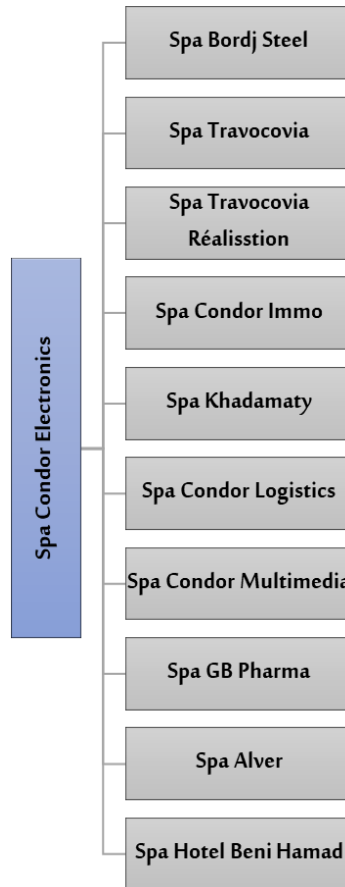 Spa Condor Electronics
Spa Bordj Steel
Spa Travocovia
Spa Travocovia
Réalisstion
Spa Condor Immo
Spa Khadamaty
Spa Condor Logistics
Spa Condor Multimedia
Spa GB Pharma
Spa Alver
Spa Hotel Beni Hamad